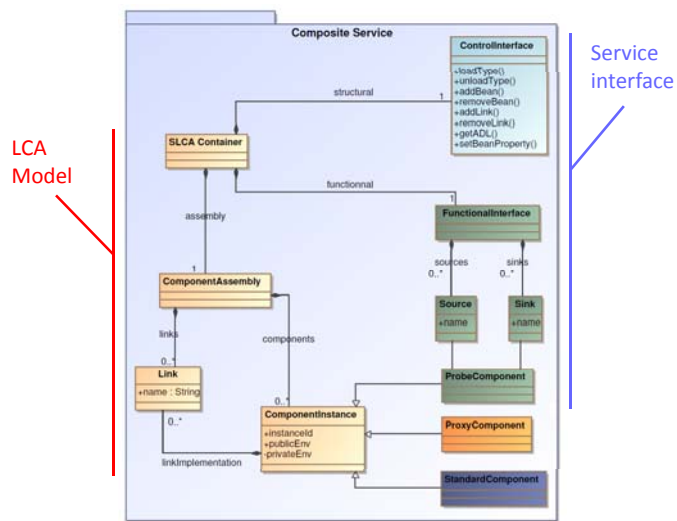 Composite Service
ControlInterface
+loadType()
+unloadType()
+addBean()
+removeBean()
+addLink()
+removeLink()
+getADL()
+setBeanProperty()
Service
interface
structural
1
LCA
Model
SLCA Container
functionnal
1
assembly
FunctionalInterface
sources
0..*
sinks
0..*
1
ComponentAssembly
Source
+name
Sink
+name
links
0..*
components
Link
+name : String
0..*
ProbeComponent
0..*
ComponentInstance
+instanceId
+publicEnv
-privateEnv
ProxyComponent
linkImplementation
StandardComponent